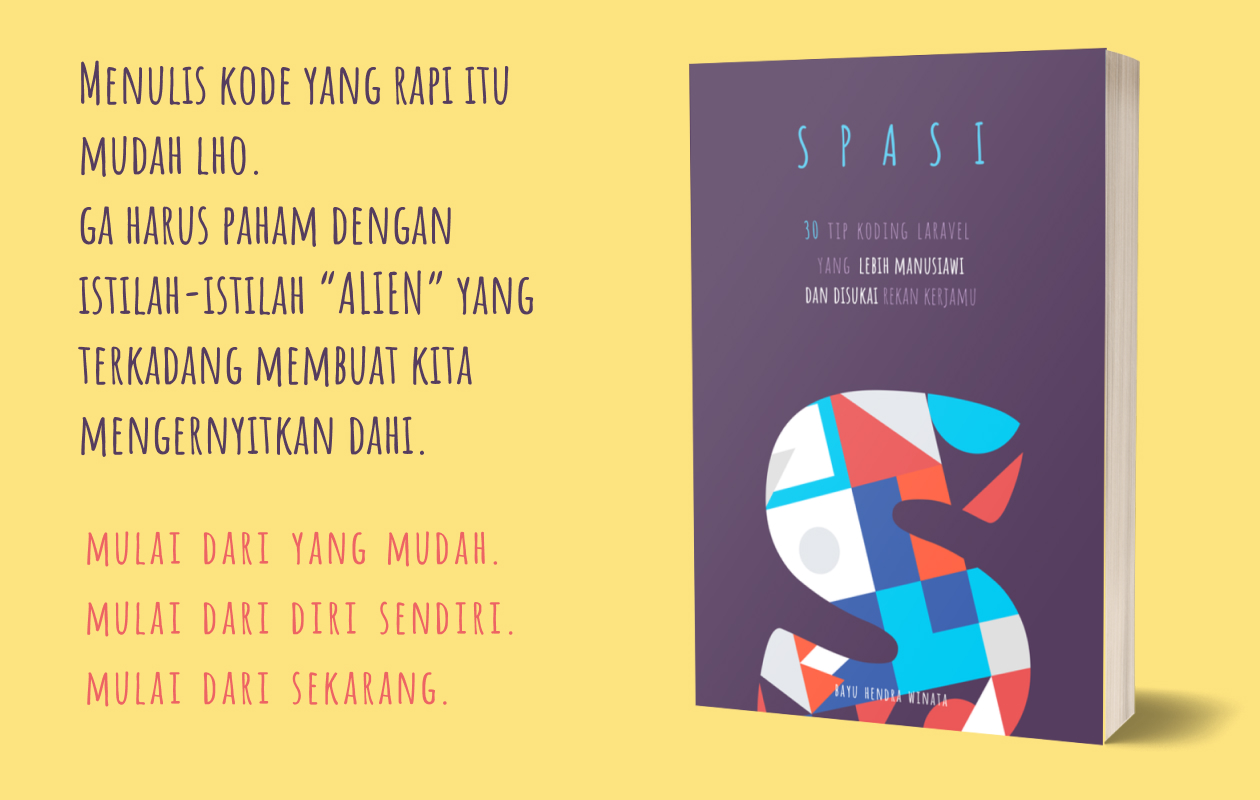 Menulis kode yang rapi itu
mudah lho.
ga harus paham dengan
istilah-istilah “alien” yang
terkadang membuat kita
mengernyitkan dahi.
mulai dari yang mudah.
mulai dari diri sendiri.
mulai dari sekarang.
SPASI
30 TIP KODING LARAVEL
YANG LEBIH MANUSIAWI
DAN DISUKAI REKAN KERJAMU
BAYU HENDRA WINATA